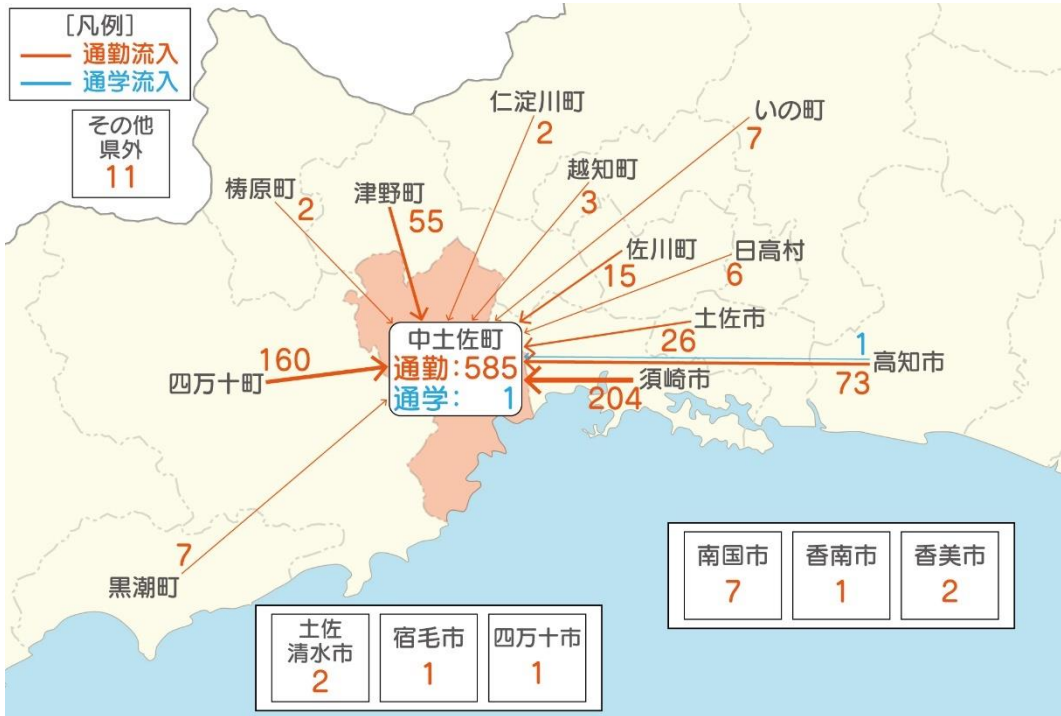 [凡例]
通勤流入
通学流入
その他
県外
11
仁淀川町
2
いの町
7
越知町
3
梼原町
2
津野町
55
佐川町
15
日高村
6
土佐市
26
1
高知市
73
中土佐町
通勤:585
通学: 1
160
四万十町
須崎市
204
7
黒潮町
南国市
7
香南市
1
香美市
2
土佐
清水市
2
宿毛市
1
四万十市
1